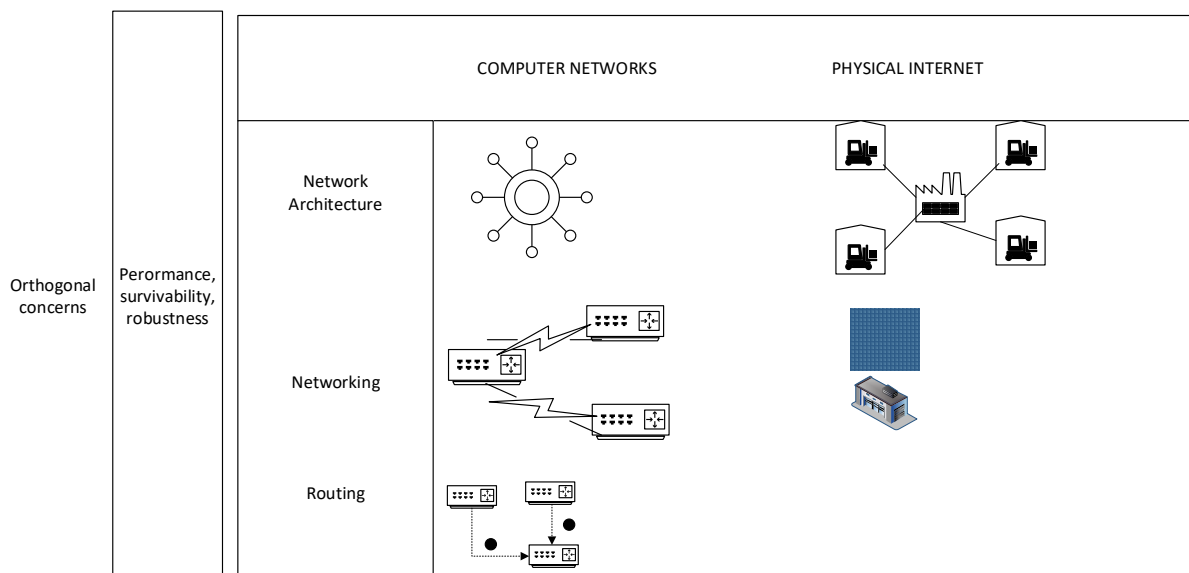 COMPUTER NETWORKS
PHYSICAL INTERNET
Network
Architecture
Orthogonal
concerns
Perormance,
survivability,
robustness
Networking
Routing